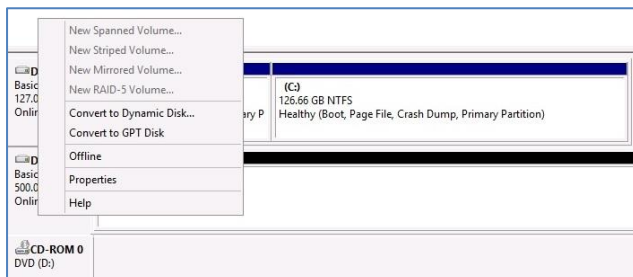 New Spanned Volume...
New Striped Volume...
New Mirrored Volume...
New RAID-5 Volume...
Convert to Dynamic Disk...
Convert to GPT Disk
Offline
Properties
Help
D
Basic
127.0
Onlin
ary P
(C:)
126.66 GB NTFS
Healthy (Boot, Page File, Crash Dump, Primary Partition)
D
Basic
500.0
Onlin
CD-ROM 0
DVD (D:)